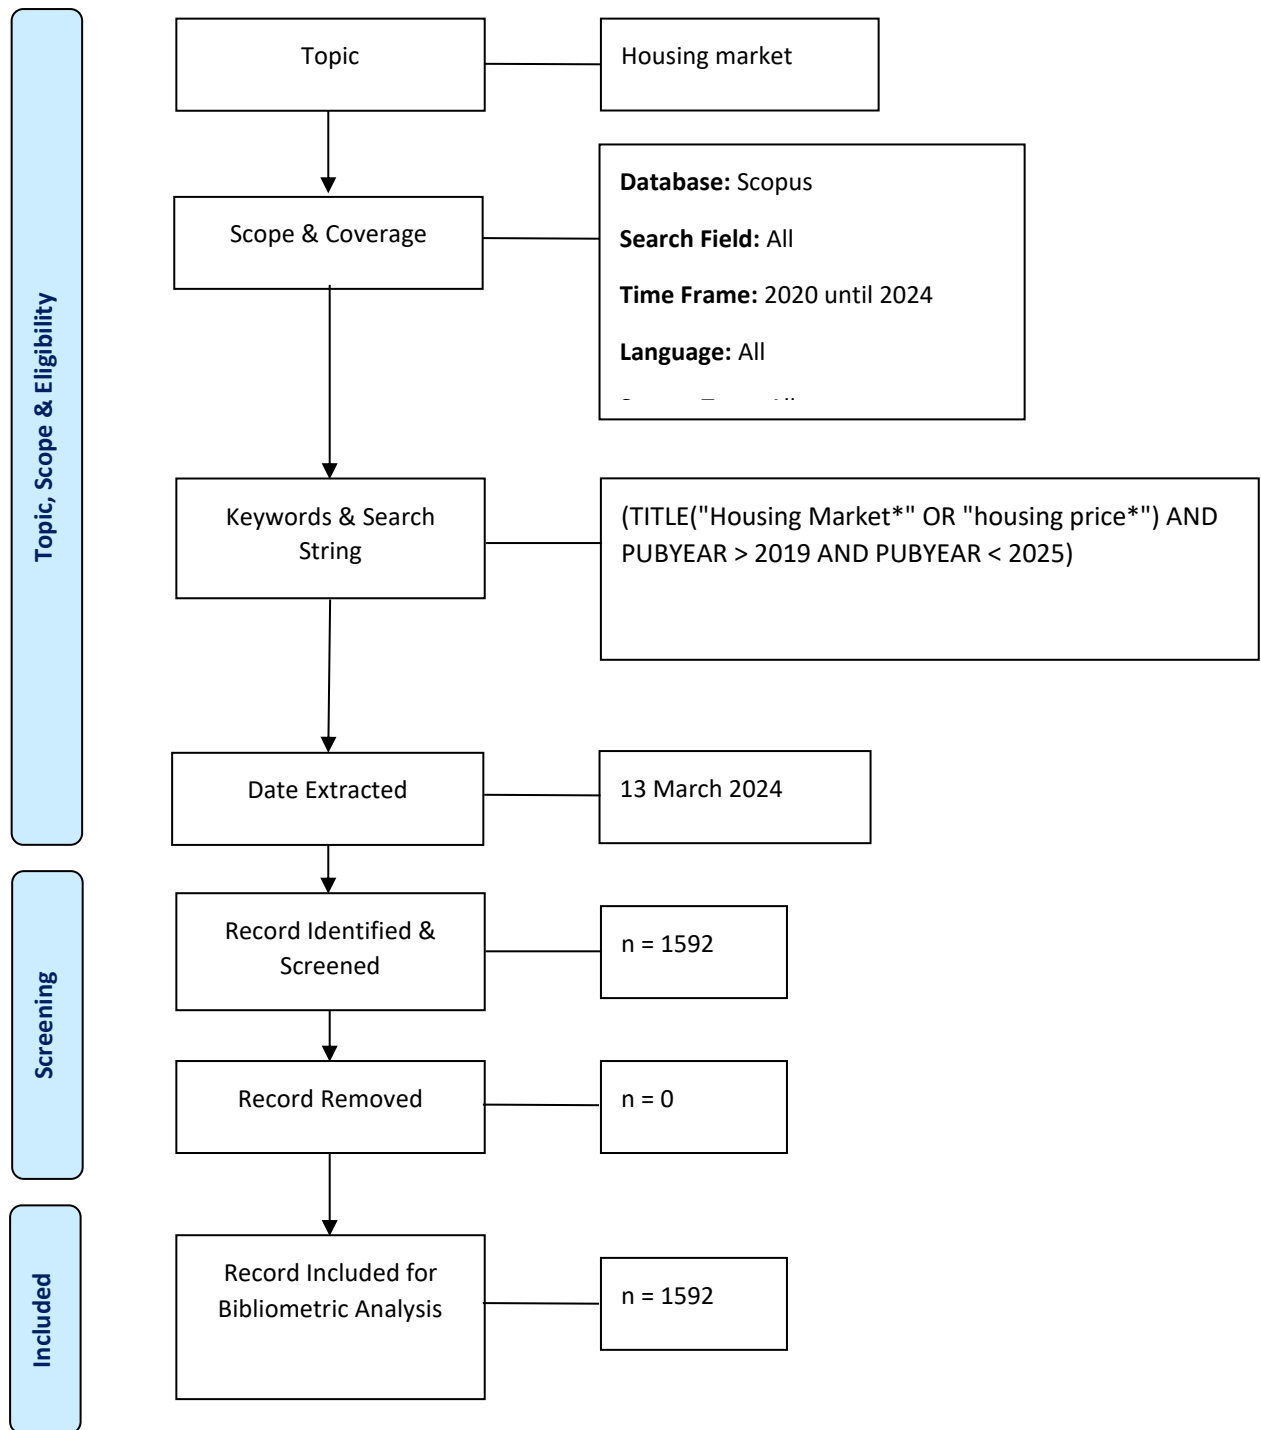 Topic, Scope & Eligibility
Topic
Housing market
Scope & Coverage
Database: Scopus
Search Field: All
Time Frame: 2020 until 2024
Language: All
Keywords & Search
String
(TITLE("Housing Market*" OR "housing price*") AND
PUBYEAR > 2019 AND PUBYEAR < 2025)
Date Extracted
13 March 2024
Screening
Record Identified &
Screened
n = 1592
Record Removed
n = 0
Included
Record Included for
Bibliometric Analysis
n = 1592